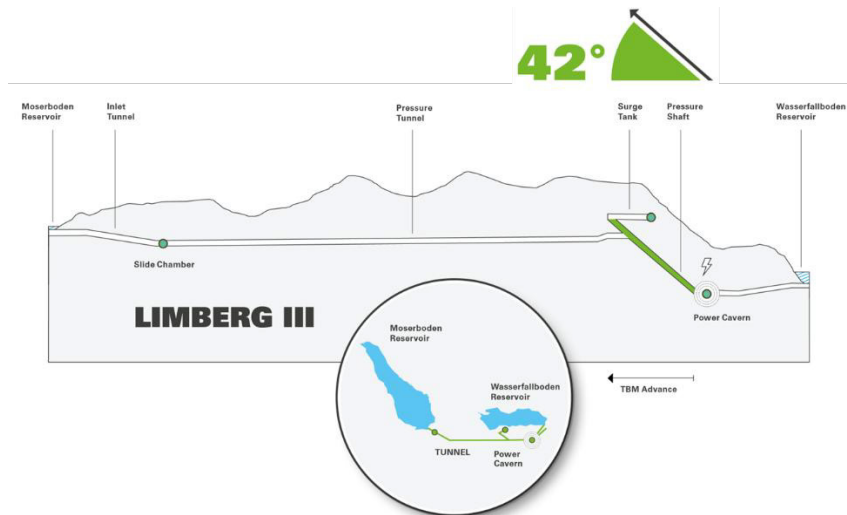 42°
Moserboden
Reservoir
Inlet
Tunnel
Pressure
Tunnel
Surge
Tank
Pressure
Shaft
Wasserfallboden
Reservoir
Slide Chamber
Power Cavern
LIMBERG III
TBM Advance
Moserboden
Reservoir
Wasserfallboden
Reservoir
TUNNEL
Power
Cavern